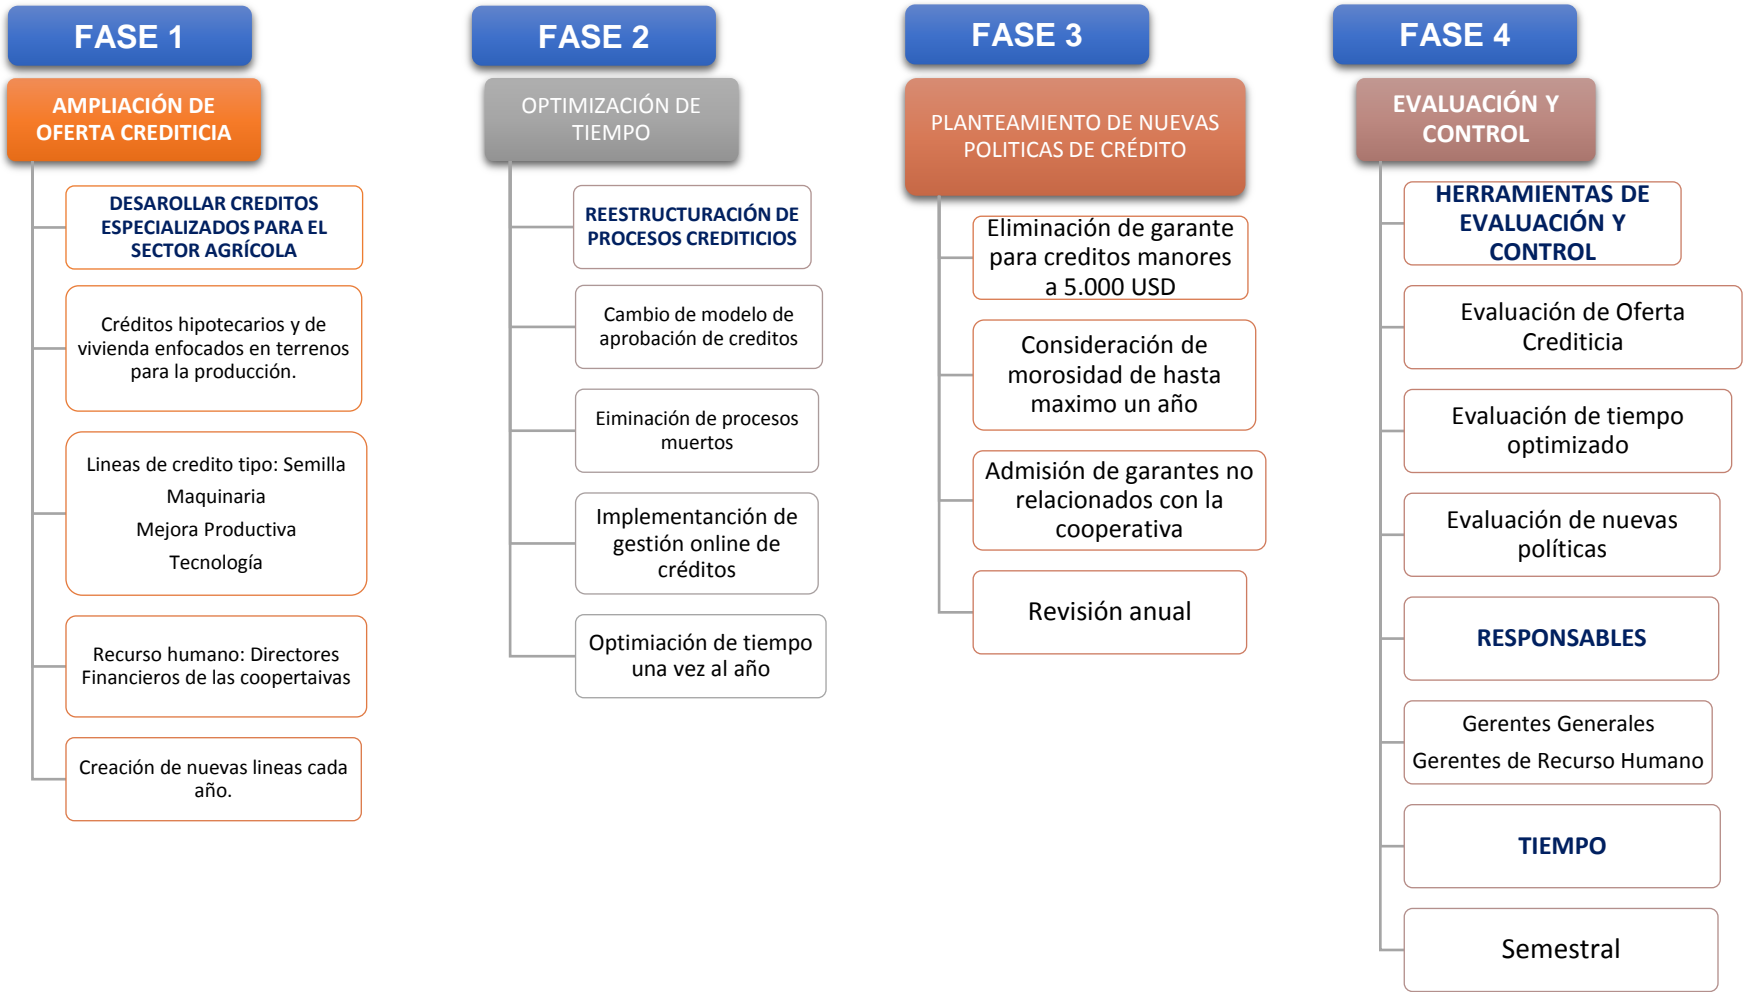 FASE 1
AMPLIACIÓN DE
OFERTA CREDITICIA
DESAROLLAR CREDITOS
ESPECIALIZADOS PARA EL
SECTOR AGRÍCOLA
Créditos hipotecarios y de
vivienda enfocados en terrenos
para la producción.
Lineas de credito tipo: Semilla
Maquinaria
Mejora Productiva
Tecnología
Recurso humano: Directores
Financieros de las coopertaivas
Creación de nuevas lineas cada
año.
FASE 2
OPTIMIZACIÓN DE
TIEMPO
REESTRUCTURACIÓN DE
PROCESOS CREDITICIOS
Cambio de modelo de
aprobación de creditos
Eiminación de procesos
muertos
Implementanción de
gestión online de
créditos
Optimiación de tiempo
una vez al año
FASE 3
PLANTEAMIENTO DE NUEVAS
POLITICAS DE CRÉDITO
Eliminación de garante
para creditos manores
a 5.000 USD
Consideración de
morosidad de hasta
maximo un año
Admisión de garantes no
relacionados con la
cooperativa
Revisión anual
FASE 4
EVALUACIÓN Y
CONTROL
HERRAMIENTAS DE
EVALUACIÓN Y
CONTROL
Evaluación de Oferta
Crediticia
Evaluación de tiempo
optimizado
Evaluación de nuevas
políticas
RESPONSABLES
Gerentes Generales
Gerentes de Recurso Humano
TIEMPO
Semestral